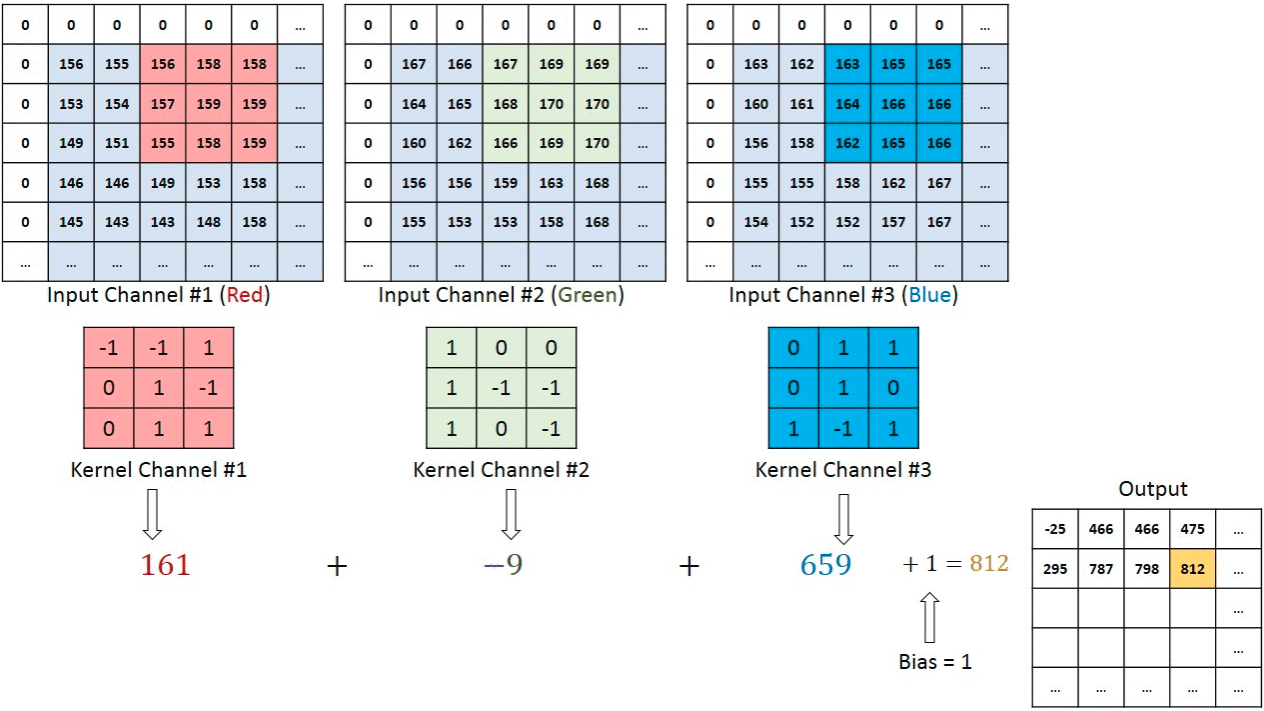 0 0 0 0 0 0 ...
0 156 155 156 158 158 ...
0 153 154 157 159 159 ...
0 149 151 155 158 159 ...
0 146 146 149 153 158 ...
0 145 143 143 148 158 ...
... ... ... ... ... ... ...
Input Channel #1 (Red)
0 0 0 0 0 0 ...
0 167 166 167 169 169 ...
0 164 165 168 170 170 ...
0 160 162 166 169 170 ...
0 156 156 159 163 168 ...
0 155 153 153 158 168 ...
... ... ... ... ... ... ...
Input Channel #2 (Green)
0 0 0 0 0 0 ...
0 163 162 163 165 165 ...
0 160 161 164 166 166 ...
0 156 158 162 165 166 ...
0 155 155 158 162 167 ...
0 154 152 152 157 167 ...
... ... ... ... ... ... ...
Input Channel #3 (Blue)
-1 -1 1
0 1 -1
0 1 1
Kernel Channel #1
1 0 0
1 -1 -1
1 0 -1
Kernel Channel #2
0 1 1
0 1 0
1 -1 1
Kernel Channel #3
161 + −9 + 659 + 1 = 812
Bias = 1
Output
-25 466 466 475 ...
295 787 798 812 ...
...
...
... ... ... ... ...